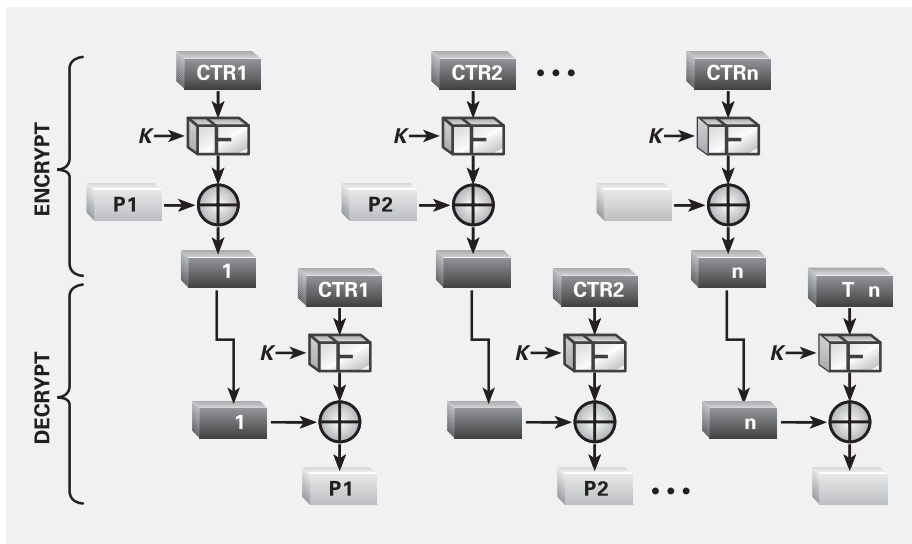 CTR1 CTR2 ••• CTRn
K K K
ENCRYPT
P1 P2
1 n
CTR1 CTR2 T n
K K K
DECRYPT
1 n
P1 P2 •••